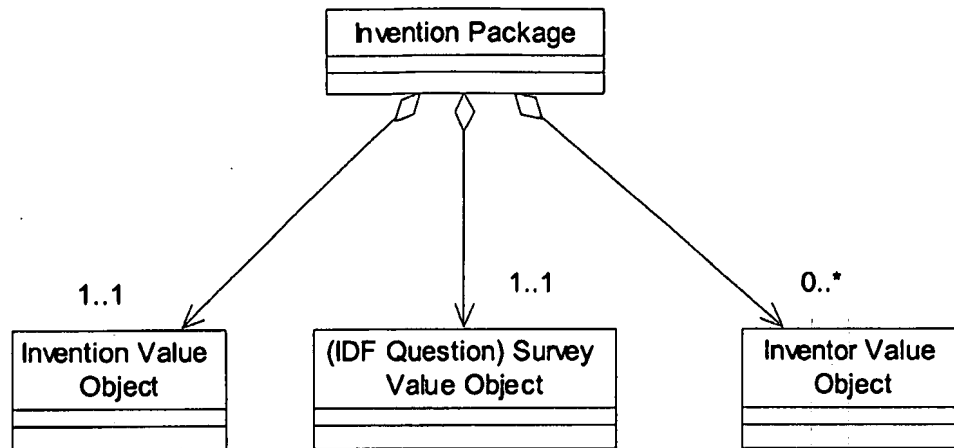 Invention Package
1..1
1..1
0..*
Invention Value
Object
(IDF Question) Survey
Value Object
Inventor Value
Object